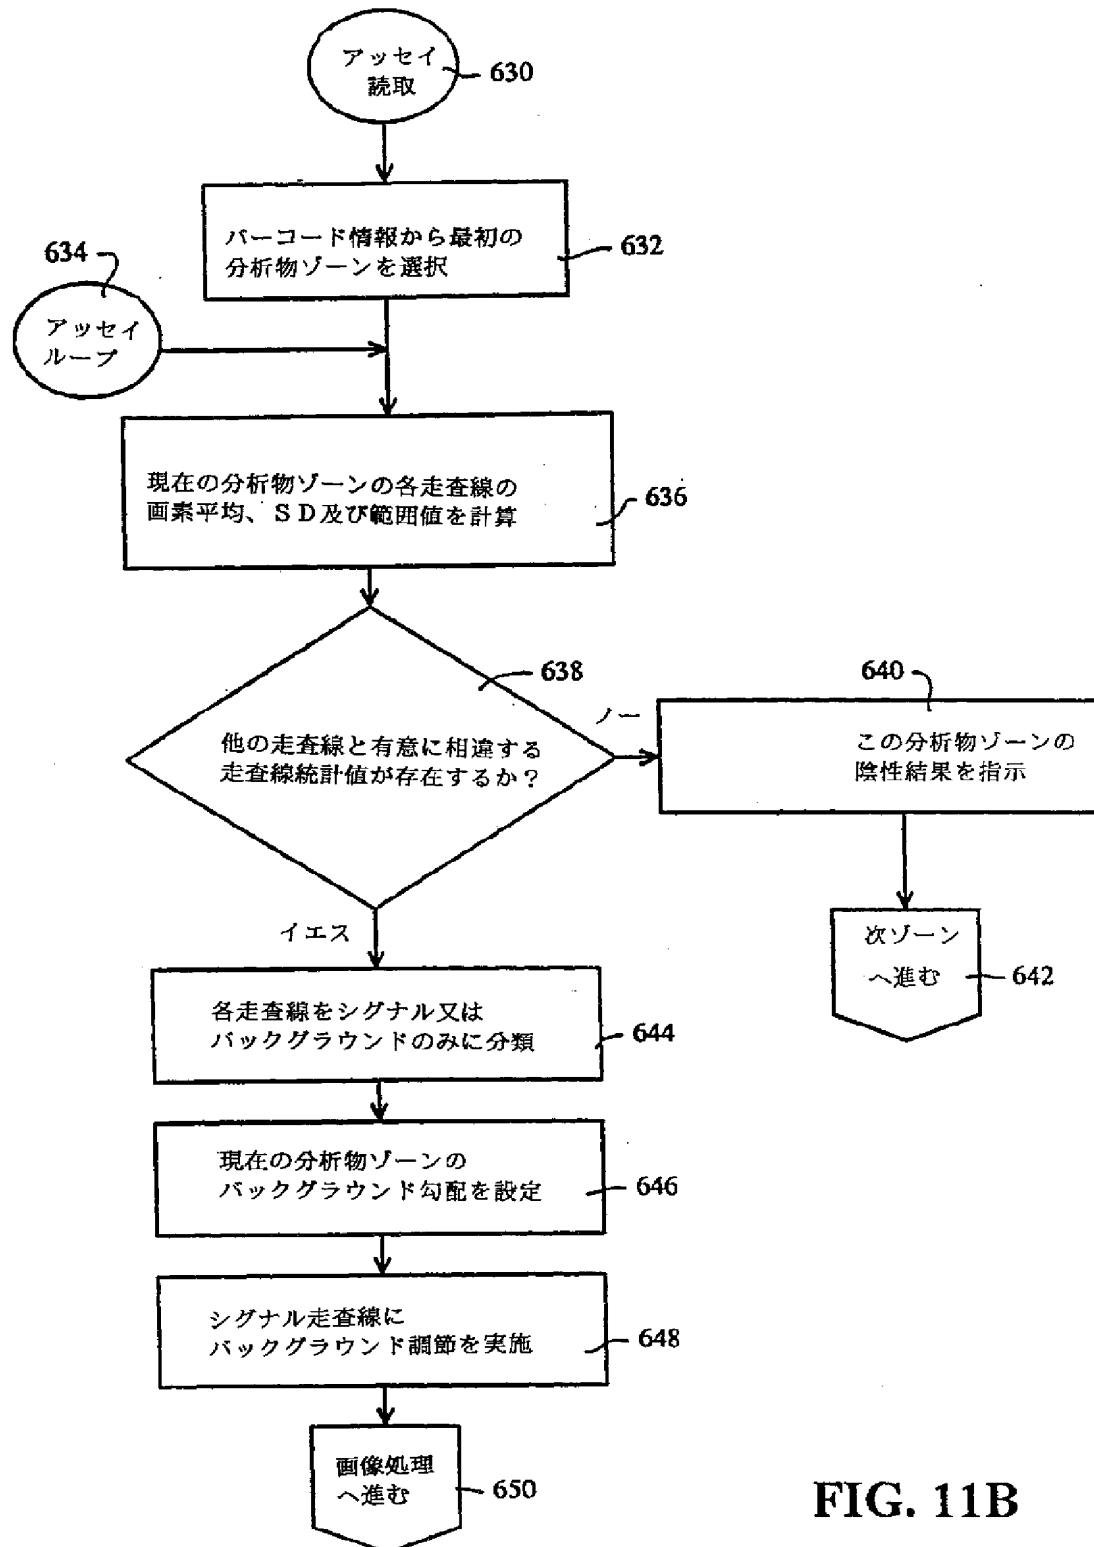 アッセイ
読取
630
バーコード情報から最初の
分析物ゾーンを選択
632
634
アッセイ
ループ
現在の分析物ゾーンの各走査線の
画素平均、SD及び範囲値を計算
636
638
他の走査線と有意に相違する
走査線統計値が存在するか?
ノー
640
この分析物ゾーンの
陰性結果を指示
次ゾーン
へ進む
642
イエス
各走査線をシグナル又は
バックグラウンドのみに分類
644
現在の分析物ゾーンの
バックグラウンド勾配を設定
646
シグナル走査線に
バックグラウンド調節を実施
648
画像処理
へ進む
650
FIG. 11B